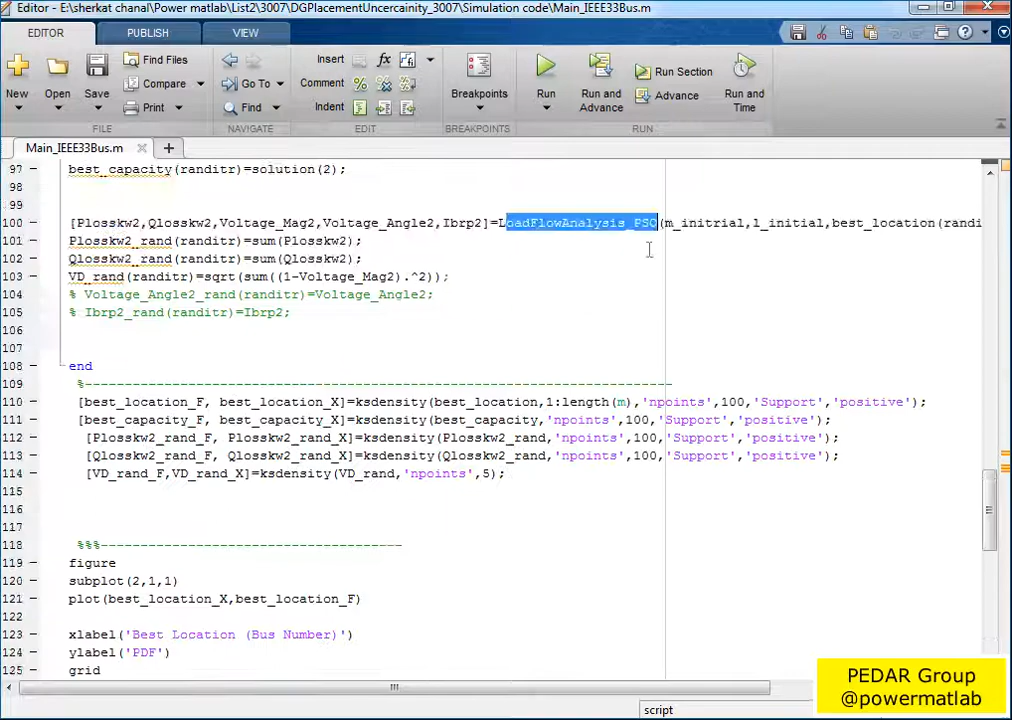 Editor - E:\sherkat chanal\Power matlab\List2\3007\DGPlacementUncercainity_3007\Simulation code\Main_IEEE33Bus.m
EDITOR PUBLISH VIEW
New Open Save Find Files Compare Print
Go To Find
Insert fx
Comment
Indent
Breakpoints Run Run and Advance Run Section Advance Run and Time
FILE NAVIGATE EDIT BREAKPOINTS RUN
Main_IEEE33Bus.m
97 best_capacity(randitr)=solution(2);
98
99
100 [Plosskw2,Qlosskw2,Voltage_Mag2,Voltage_Angle2,Ibrp2]=LoadFlowAnalysis_PSO(m_initrial,l_initial,best_location(randi
101 Plosskw2_rand(randitr)=sum(Plosskw2);
102 Qlosskw2_rand(randitr)=sum(Qlosskw2);
103 VD_rand(randitr)=sqrt(sum((1-Voltage_Mag2).^2));
104 % Voltage_Angle2_rand(randitr)=Voltage_Angle2;
105 % Ibrp2_rand(randitr)=Ibrp2;
106
107
108 end
109 %--------------------------------------------------------------------------
110 [best_location_F, best_location_X]=ksdensity(best_location,1:length(m),'npoints',100,'Support','positive');
111 [best_capacity_F, best_capacity_X]=ksdensity(best_capacity,'npoints',100,'Support','positive');
112 [Plosskw2_rand_F, Plosskw2_rand_X]=ksdensity(Plosskw2_rand,'npoints',100,'Support','positive');
113 [Qlosskw2_rand_F, Qlosskw2_rand_X]=ksdensity(Qlosskw2_rand,'npoints',100,'Support','positive');
114 [VD_rand_F,VD_rand_X]=ksdensity(VD_rand,'npoints',5);
115
116
117
118 %%%--------------------------------------
119 figure
120 subplot(2,1,1)
121 plot(best_location_X,best_location_F)
122
123 xlabel('Best Location (Bus Number)')
124 ylabel('PDF')
125 grid
script
PEDAR Group
@powermatlab